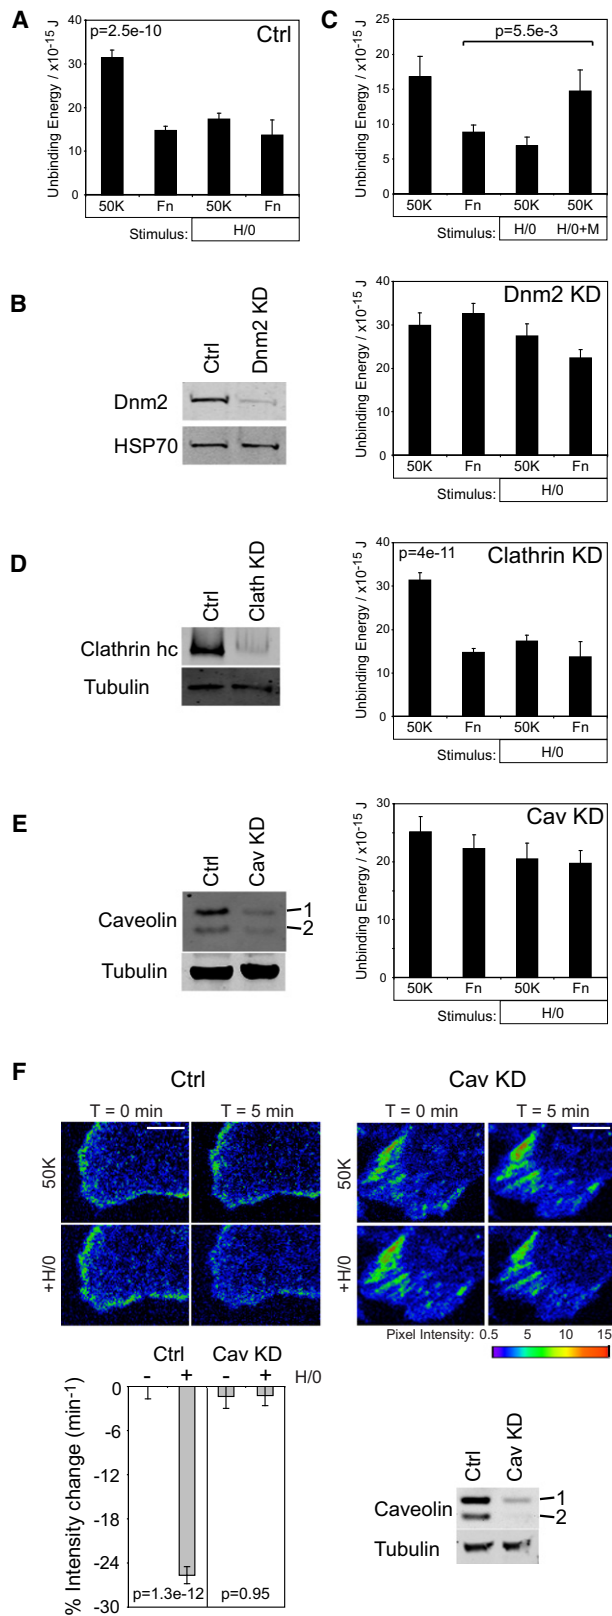 A
Unbinding Energy / x10-15 J
40
30
20
10
0
p=2.5e-10
Ctrl
50K
Fn
50K
Fn
Stimulus:
H/0
C
Unbinding Energy / x10-15 J
25
20
15
10
5
0
p=5.5e-3
50K
Fn
50K
50K
Stimulus:
H/0
H/0+M
B
Ctrl
Dnm2 KD
Dnm2
HSP70
Unbinding Energy / x10-15 J
40
30
20
10
0
Dnm2 KD
50K
Fn
50K
Fn
Stimulus:
H/0
D
Ctrl
Clath KD
Clathrin hc
Tubulin
Unbinding Energy / x10-15 J
40
30
20
10
0
p=4e-11
Clathrin KD
50K
Fn
50K
Fn
Stimulus:
H/0
E
Ctrl
Cav KD
Caveolin
1
2
Tubulin
Unbinding Energy / x10-15 J
30
20
10
0
Cav KD
50K
Fn
50K
Fn
Stimulus:
H/0
F
Ctrl
Cav KD
T = 0 min
T = 5 min
T = 0 min
T = 5 min
50K
+H/0
50K
+H/0
Pixel Intensity: 0.5 5 10 15
Ctrl
Cav KD
- + - + H/0
% Intensity change (min-1)
0
-6
-12
-18
-24
-30
p=1.3e-12
p=0.95
Ctrl
Cav KD
Caveolin
1
2
Tubulin